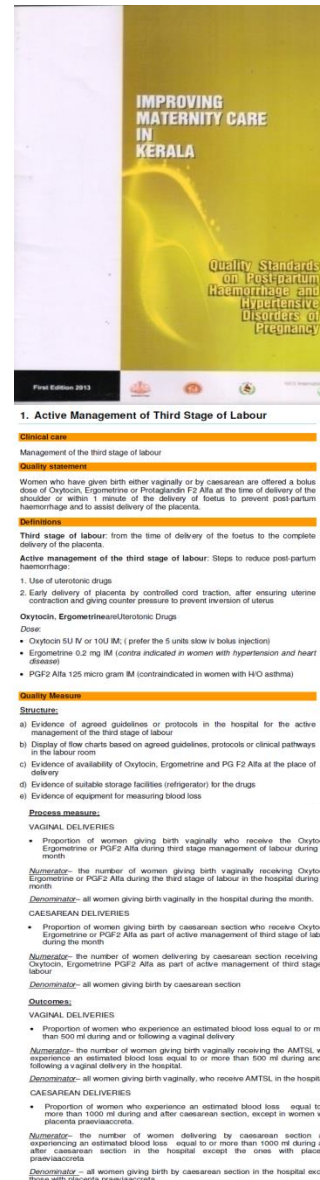 IMPROVING
MATERNITY CARE
IN
KERALA
Quality Standards
on Post-partum
Haemorrhage and
Hypertensive
Disorders of
Pregnancy
First Edition 2013
1. Active Management of Third Stage of Labour
Clinical care
Management of the third stage of labour
Quality statement
Women who have given birth either vaginally or by caesarean are offered a bolus
dose of Oxytocin, Ergometrine or Protaglandin F2 Alfa at the time of delivery of the
shoulder or within 1 minute of the delivery of foetus to prevent post-partum
haemorrhage and to assist delivery of the placenta.
Definitions
Third stage of labour: from the time of delivery of the foetus to the complete
delivery of the placenta.
Active management of the third stage of labour: Steps to reduce post-partum
haemorrhage:
1. Use of uterotonic drugs
2. Early delivery of placenta by controlled cord traction, after ensuring uterine
contraction and giving counter pressure to prevent inversion of uterus
Oxytocin, ErgometrineareUterotonic Drugs
Dose:
• Oxytocin 5U IV or 10U IM; ( prefer the 5 units slow iv bolus injection)
• Ergometrine 0.2 mg IM (contra indicated in women with hypertension and heart
disease)
• PGF2 Alfa 125 micro gram IM (contraindicated in women with H/O asthma)
Quality Measure
Structure:
a) Evidence of agreed guidelines or protocols in the hospital for the active
management of the third stage of labour
b) Display of flow charts based on agreed guidelines, protocols or clinical pathways
in the labour room
c) Evidence of availability of Oxytocin, Ergometrine and PG F2 Alfa at the place of
delivery
d) Evidence of suitable storage facilities (refrigerator) for the drugs
e) Evidence of equipment for measuring blood loss
Process measure:
VAGINAL DELIVERIES
• Proportion of women giving birth vaginally who receive the Oxyto
Ergometrine or PGF2 Alfa during third stage management of labour during
month
Numerator– the number of women giving birth vaginally receiving Oxyto
Ergometrine or PGF2 Alfa during the third stage of labour in the hospital during
month
Denominator– all women giving birth vaginally in the hospital during the month.
CAESAREAN DELIVERIES
• Proportion of women giving birth by caesarean section who receive Oxyto
Ergometrine or PGF2 Alfa as part of active management of third stage of lab
during the month
Numerator– the number of women delivering by caesarean section receiving
Oxytocin, Ergometrine PGF2 Alfa as part of active management of third stage
labour
Denominator– all women giving birth by caesarean section
Outcomes:
VAGINAL DELIVERIES
• Proportion of women who experience an estimated blood loss equal to or m
than 500 ml during and or following a vaginal delivery
Numerator– the number of women giving birth vaginally receiving the AMTSL w
experience an estimated blood loss equal to or more than 500 ml during and
following a vaginal delivery in the hospital.
Denominator– all women giving birth vaginally, who receive AMTSL in the hospit
CAESAREAN DELIVERIES
• Proportion of women who experience an estimated blood loss equal to
more than 1000 ml during and after caesarean section, except in women w
placenta praeviaaccreta.
Numerator– the number of women delivering by caesarean section a
experiencing an estimated blood loss equal to or more than 1000 ml during a
after caesarean section in the hospital except the ones with place
praeviaaccreta
Denominator – all women giving birth by caesarean section in the hospital exc
those with placenta praeviaaccreta